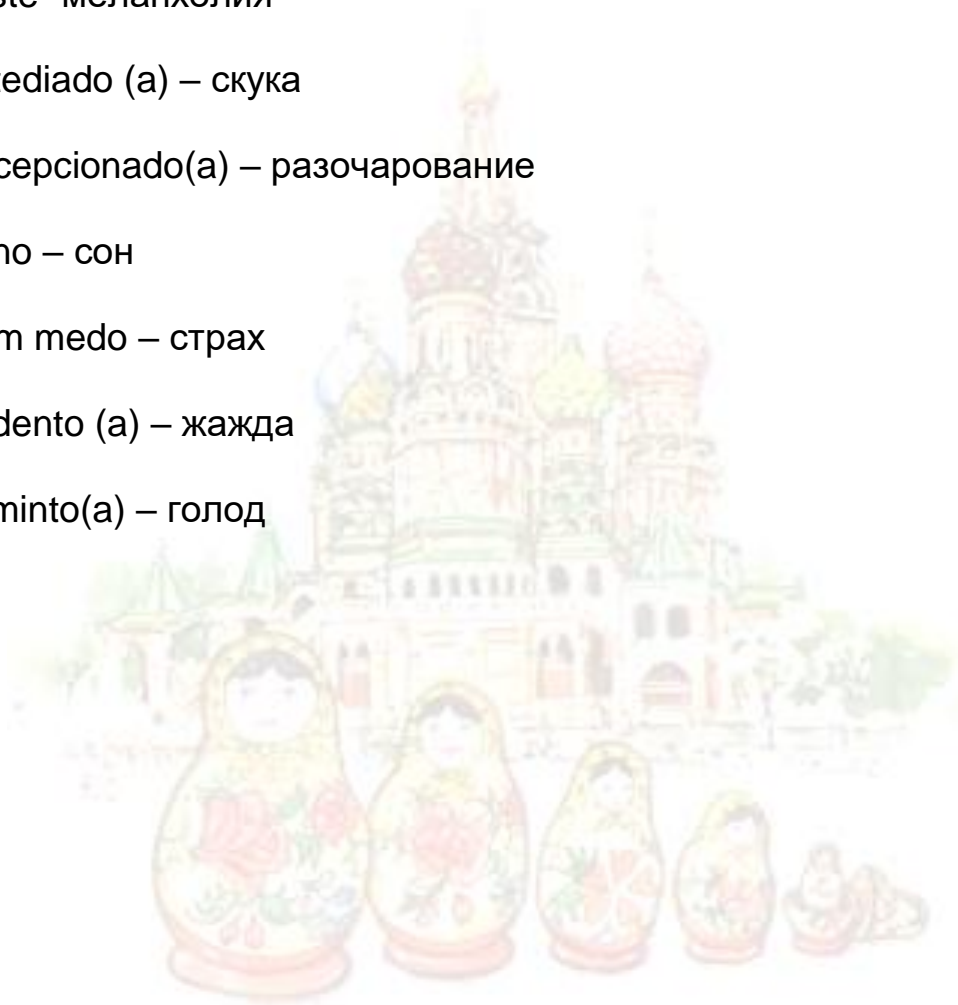 ste - меланхолия
ediado (a) – скука
cepcionado(a) – разочарование
no – сон
m medo – страх
dento (a) – жажда
minto(a) – голод